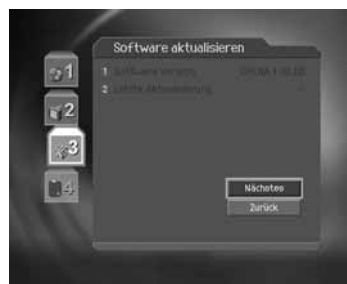 Software aktualisieren
1
1 Software Version
2
2 Letzte Aktualisierung
3
4
Nächstes
Zurück